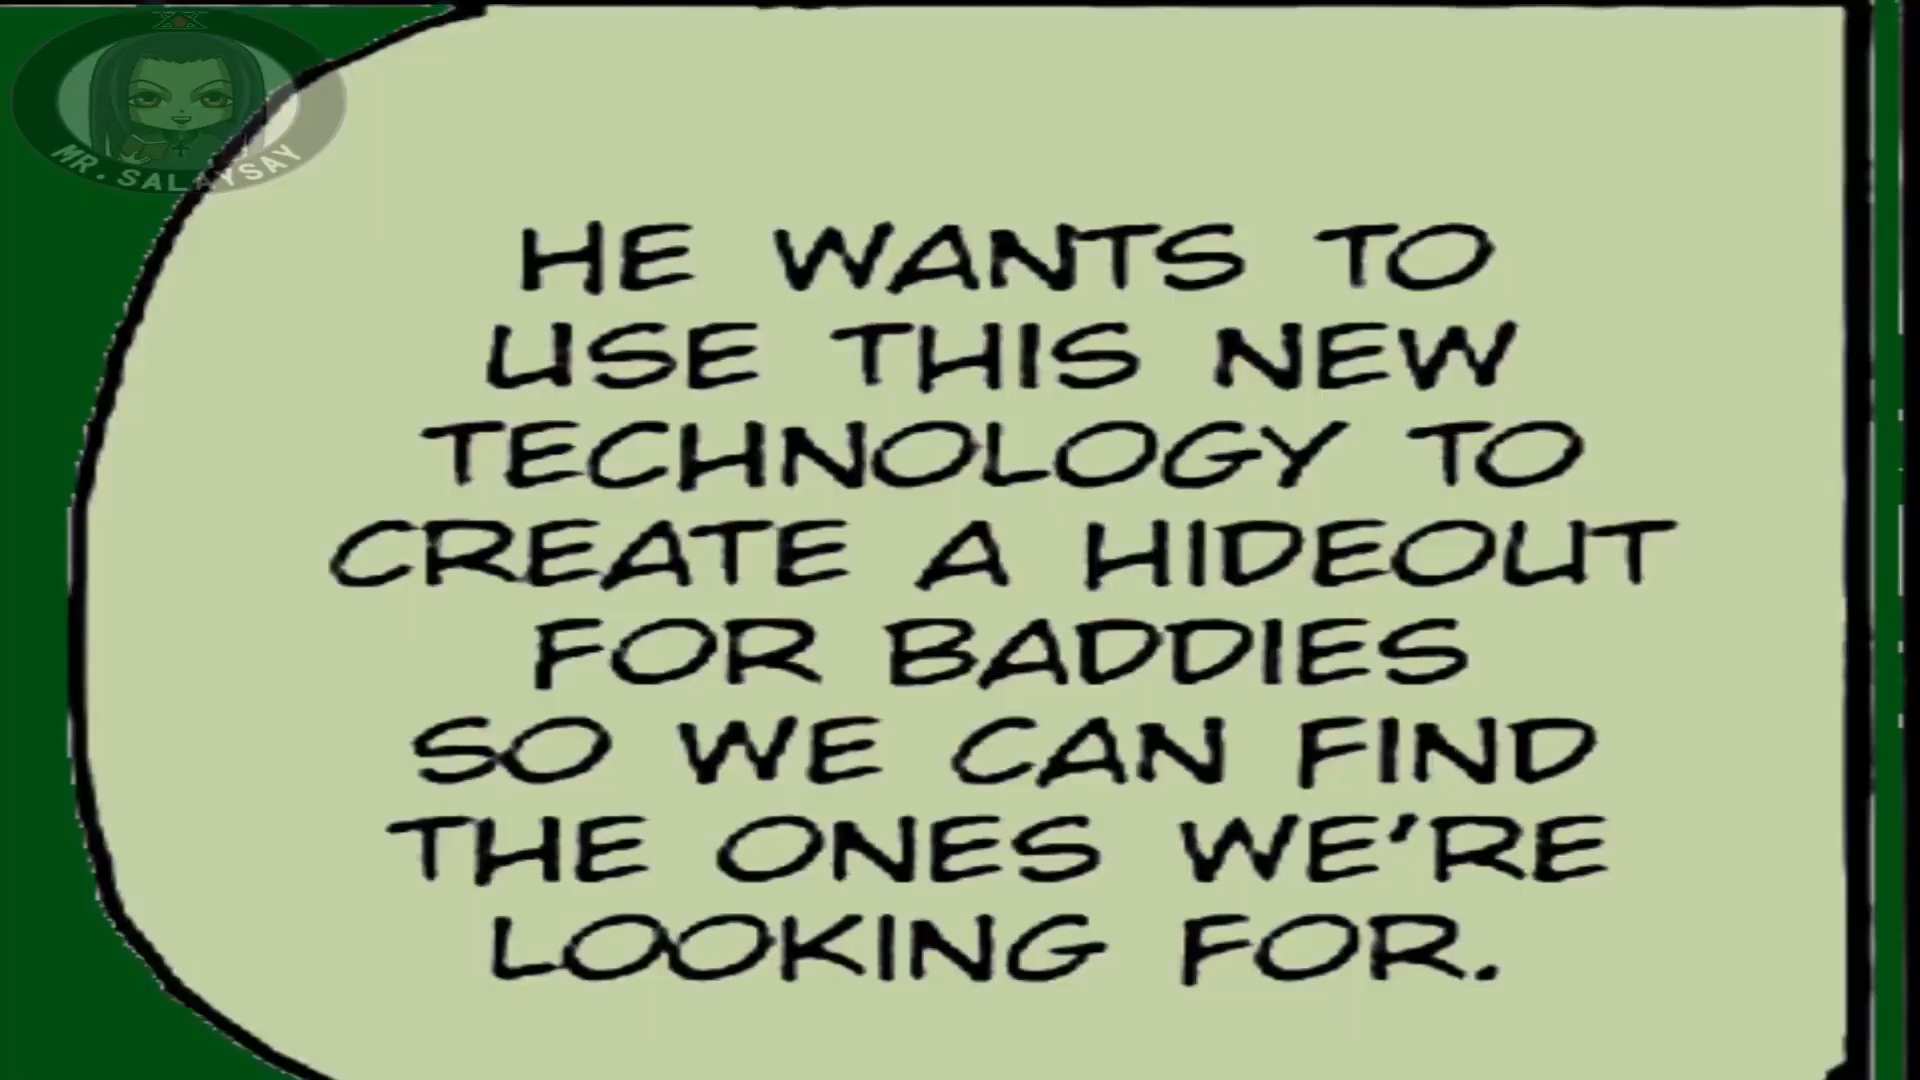 MR. SALAYSAY
HE WANTS TO
USE THIS NEW
TECHNOLOGY TO
CREATE A HIDEOUT
FOR BADDIES
SO WE CAN FIND
THE ONES WE'RE
LOOKING FOR.